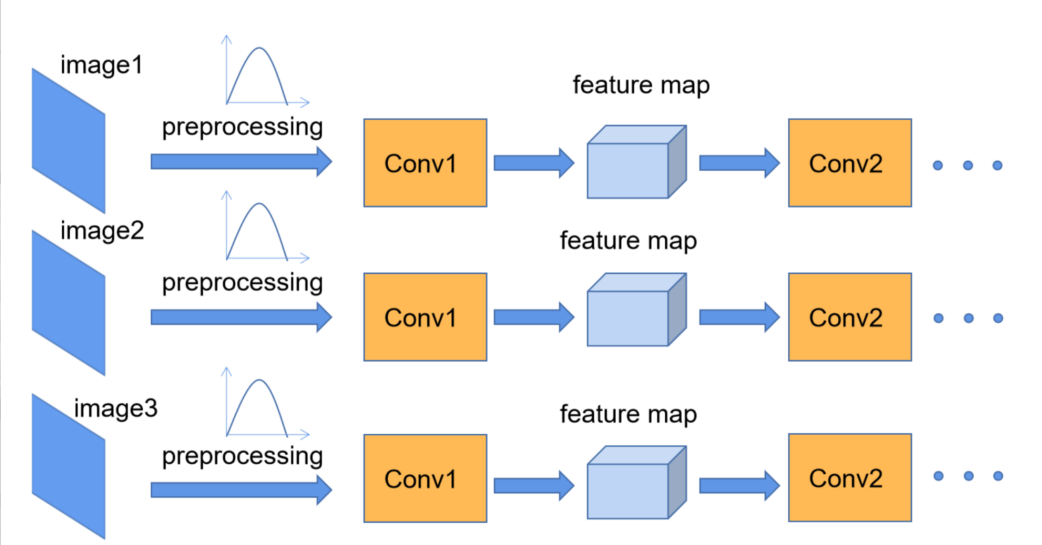 image1
preprocessing
Conv1
feature map
Conv2
image2
preprocessing
Conv1
feature map
Conv2
image3
preprocessing
Conv1
feature map
Conv2